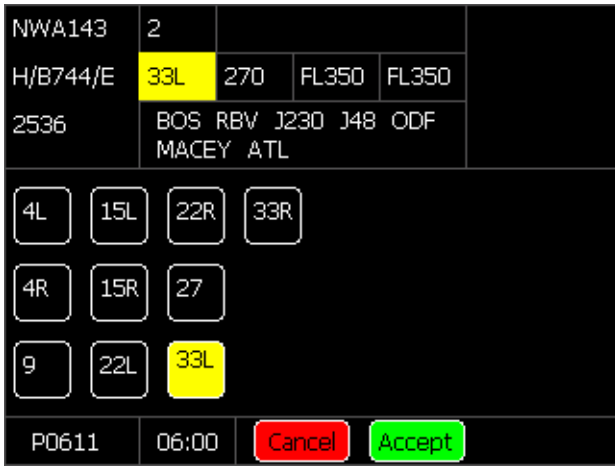 NWA143 2
H/B744/E 33L 270 FL350 FL350
2536 BOS RBV J230 J48 ODF
MACEY ATL
4L 15L 22R 33R
4R 15R 27
9 22L 33L
P0611 06:00 Cancel Accept